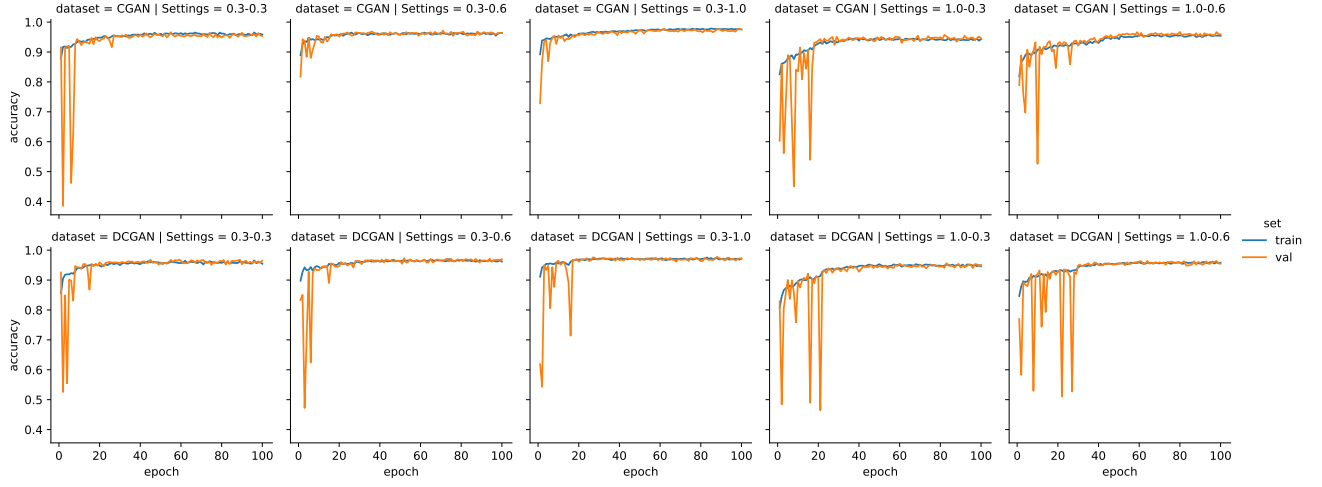 dataset = CGAN | Settings = 0.3-0.3
dataset = CGAN | Settings = 0.3-0.6
dataset = CGAN | Settings = 0.3-1.0
dataset = CGAN | Settings = 1.0-0.3
dataset = CGAN | Settings = 1.0-0.6
1.0
0.9
0.8
0.7
0.6
0.5
0.4
accuracy
dataset = DCGAN | Settings = 0.3-0.3
dataset = DCGAN | Settings = 0.3-0.6
dataset = DCGAN | Settings = 0.3-1.0
dataset = DCGAN | Settings = 1.0-0.3
dataset = DCGAN | Settings = 1.0-0.6
1.0
0.9
0.8
0.7
0.6
0.5
0.4
accuracy
0 20 40 60 80 100
0 20 40 60 80 100
0 20 40 60 80 100
0 20 40 60 80 100
0 20 40 60 80 100
epoch
epoch
epoch
epoch
epoch
set
train
val